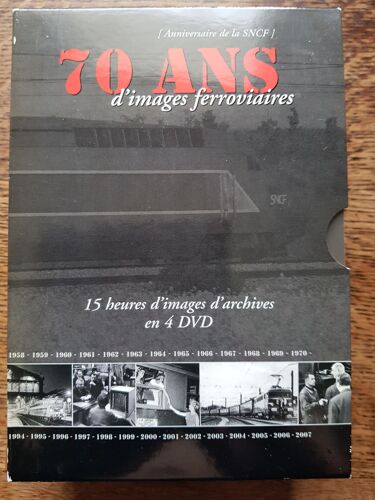 [ Anniversaire de la SNCF ]
70 ANS
d'images ferroviaires
SNCF
15 heures d'images d'archives
en 4 DVD
1958 - 1959 - 1960 - 1961 - 1962 - 1963 - 1964 - 1965 - 1966 - 1967 - 1968 - 1969 - 1970 -
1994 - 1995 - 1996 - 1997 - 1998 - 1999 - 2000 - 2001 - 2002 - 2003 - 2004 - 2005 - 2006 - 2007